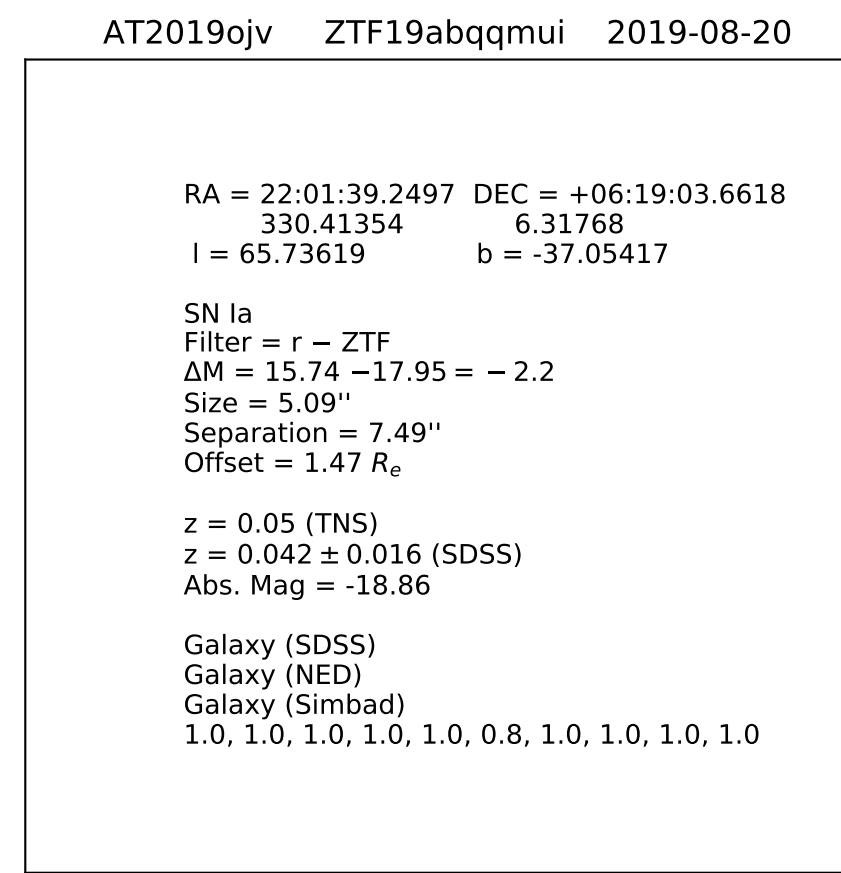 AT2019ojv ZTF19abqqmui 2019-08-20
RA = 22:01:39.2497 DEC = +06:19:03.6618
330.41354 6.31768
l = 65.73619 b = -37.05417
SN Ia
Filter = r − ZTF
ΔM = 15.74 −17.95 = − 2.2
Size = 5.09''
Separation = 7.49''
Offset = 1.47 Rₑ
z = 0.05 (TNS)
z = 0.042 ± 0.016 (SDSS)
Abs. Mag = -18.86
Galaxy (SDSS)
Galaxy (NED)
Galaxy (Simbad)
1.0, 1.0, 1.0, 1.0, 1.0, 0.8, 1.0, 1.0, 1.0, 1.0